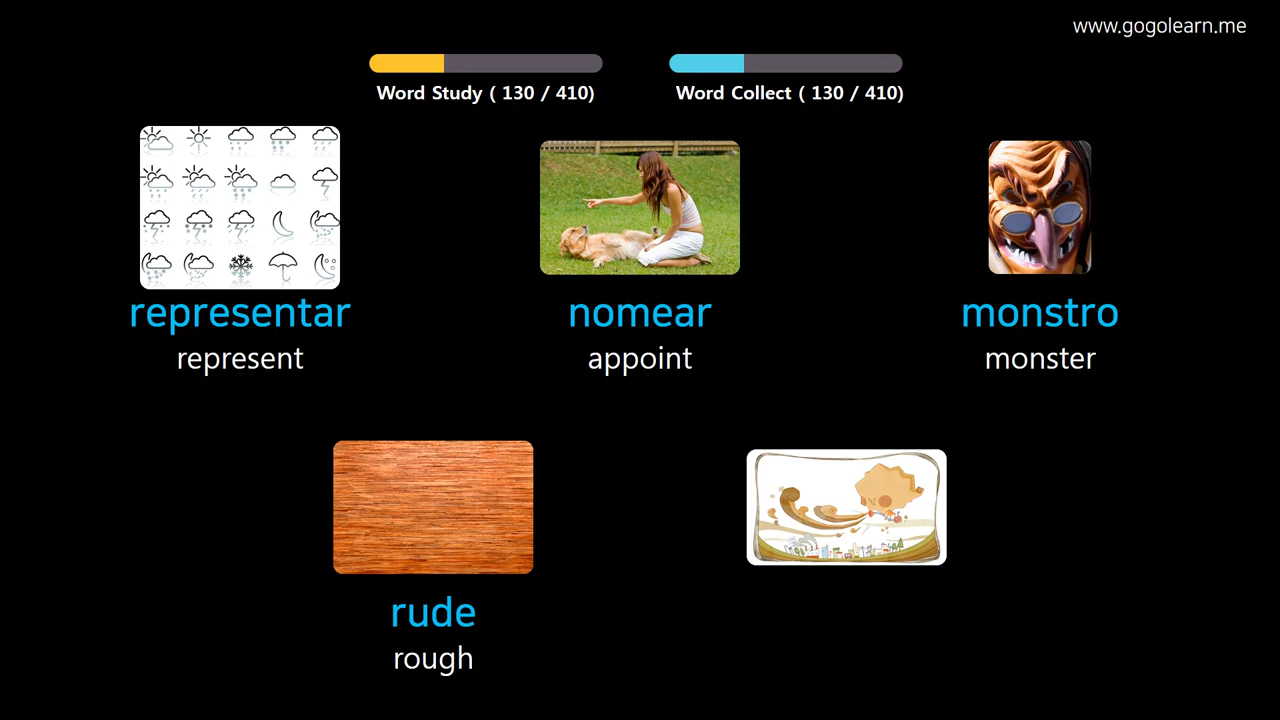 www.gogolearn.me
Word Study ( 130 / 410)
Word Collect ( 130 / 410)
representar
represent
nomear
appoint
monstro
monster
rude
rough